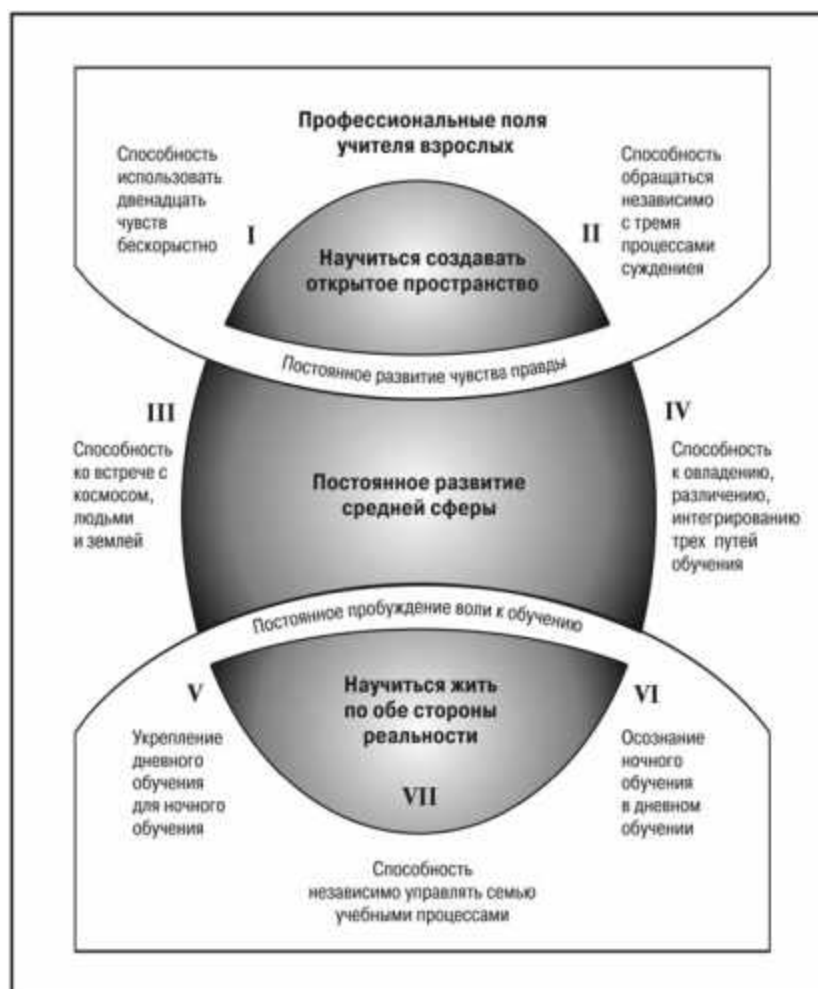 Профессиональные поля
учителя взрослых
Способность
использовать
двенадцать
чувств
бескорыстно
I
II
Способность
обращаться
независимо
с тремя
процессами
суждениея
Научиться создавать
открытое пространство
Постоянное развитие чувства правды
III
Способность
ко встрече с
космосом,
людьми
и землей
Постоянное развитие
средней сферы
IV
Способность
к овладению,
различению,
интегрированию
трех путей
обучения
Постоянное пробуждение воли к обучению
V
Укрепление
дневного
обучения
для ночного
обучения
Научиться жить
по обе стороны
реальности
VII
VI
Осознание
ночного
обучения
в дневном
обучении
Способность
независимо управлять семью
учебными процессами